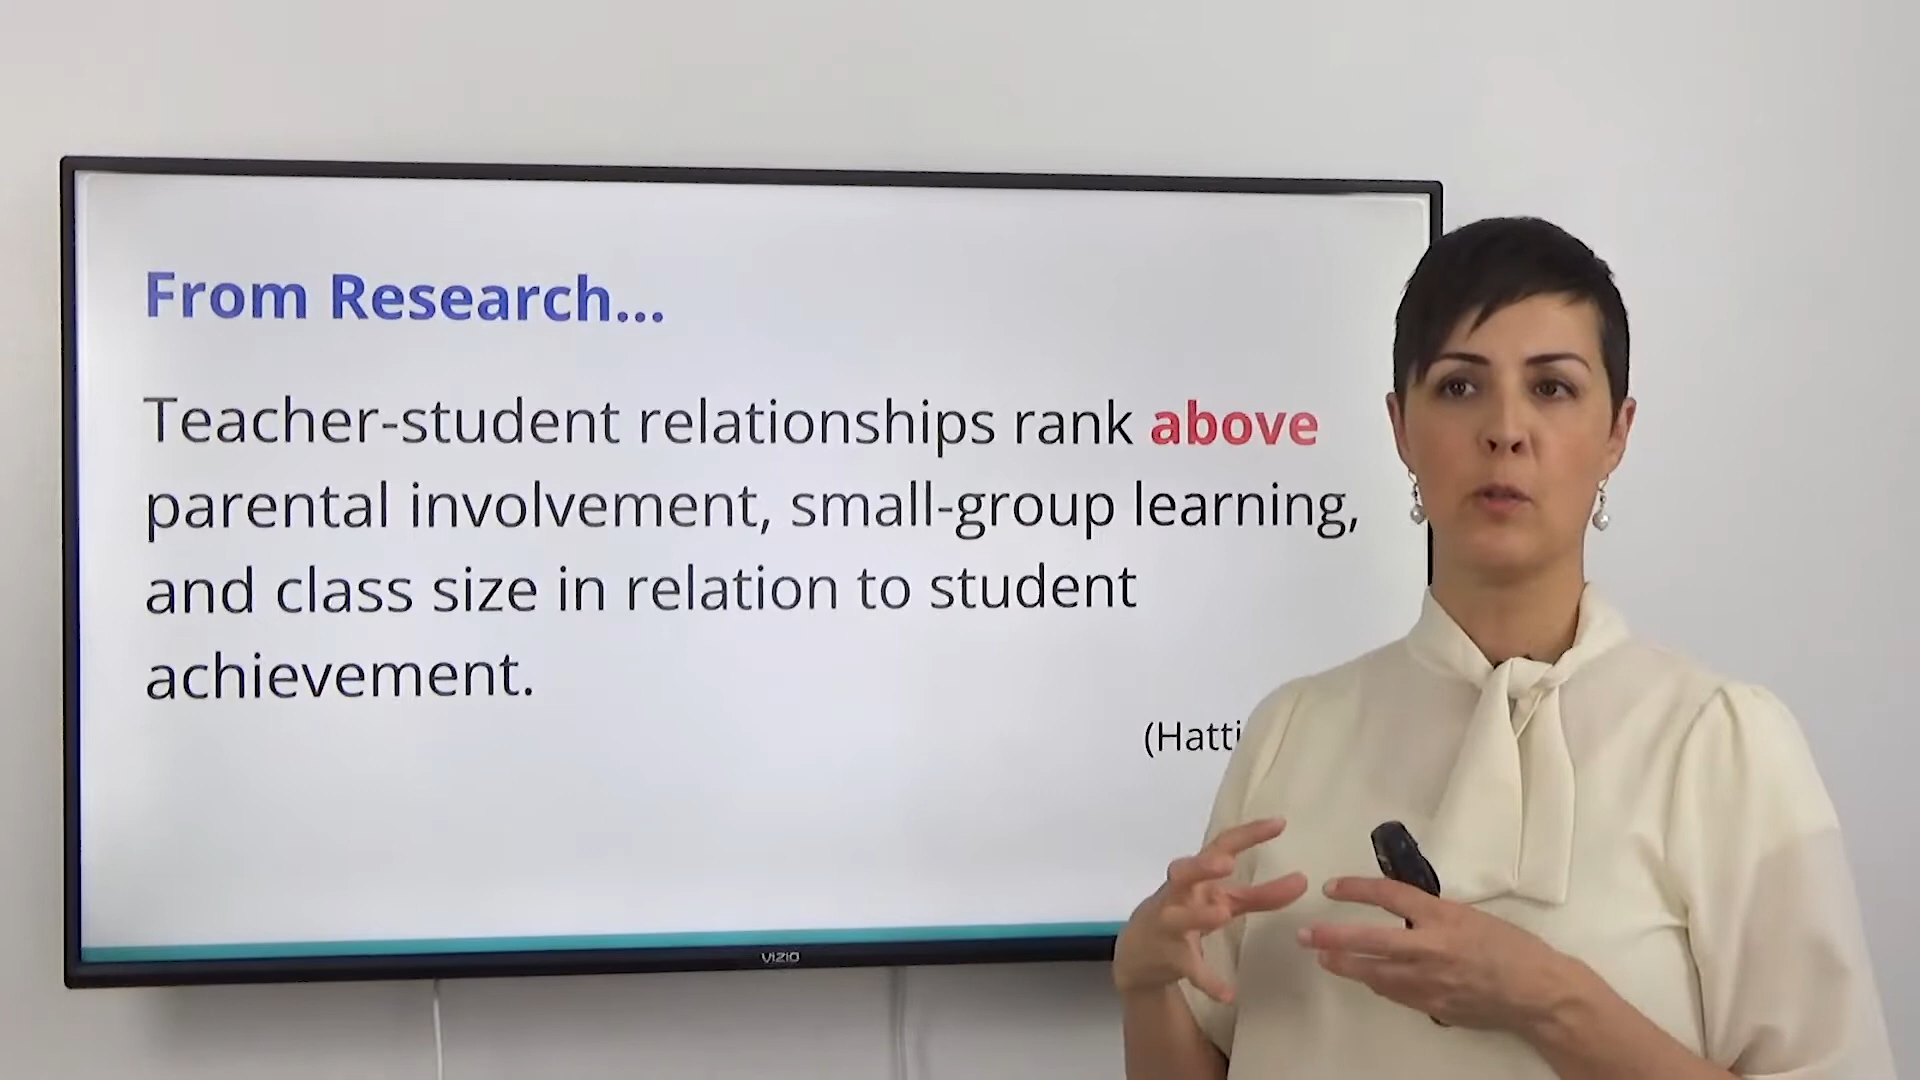 From Research...
Teacher-student relationships rank above
parental involvement, small-group learning,
and class size in relation to student
achievement.
VIZIO